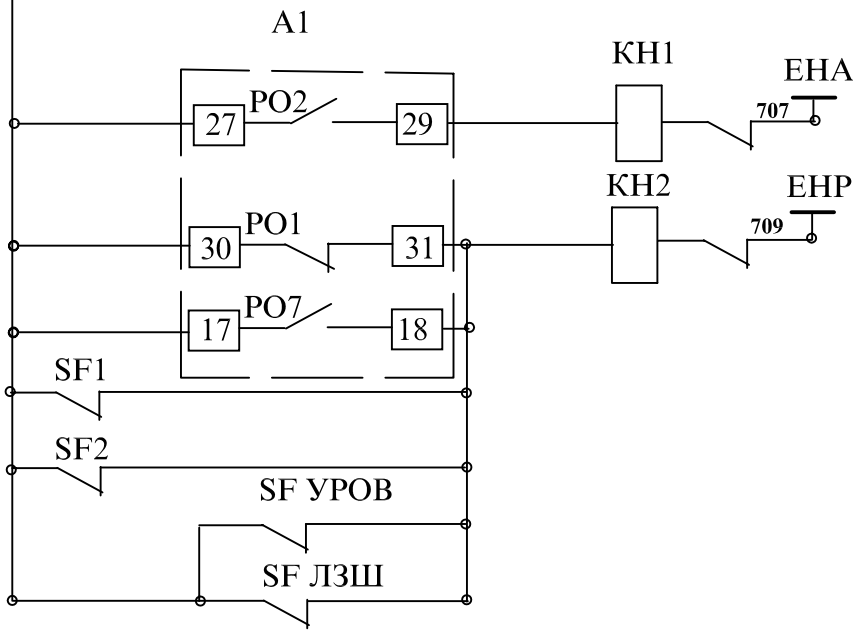 А1
КН1
ЕНА
РО2
27
29
707
КН2
ЕНР
РО1
30
31
709
РО7
17
18
SF1
SF2
SF УРОВ
SF ЛЗШ